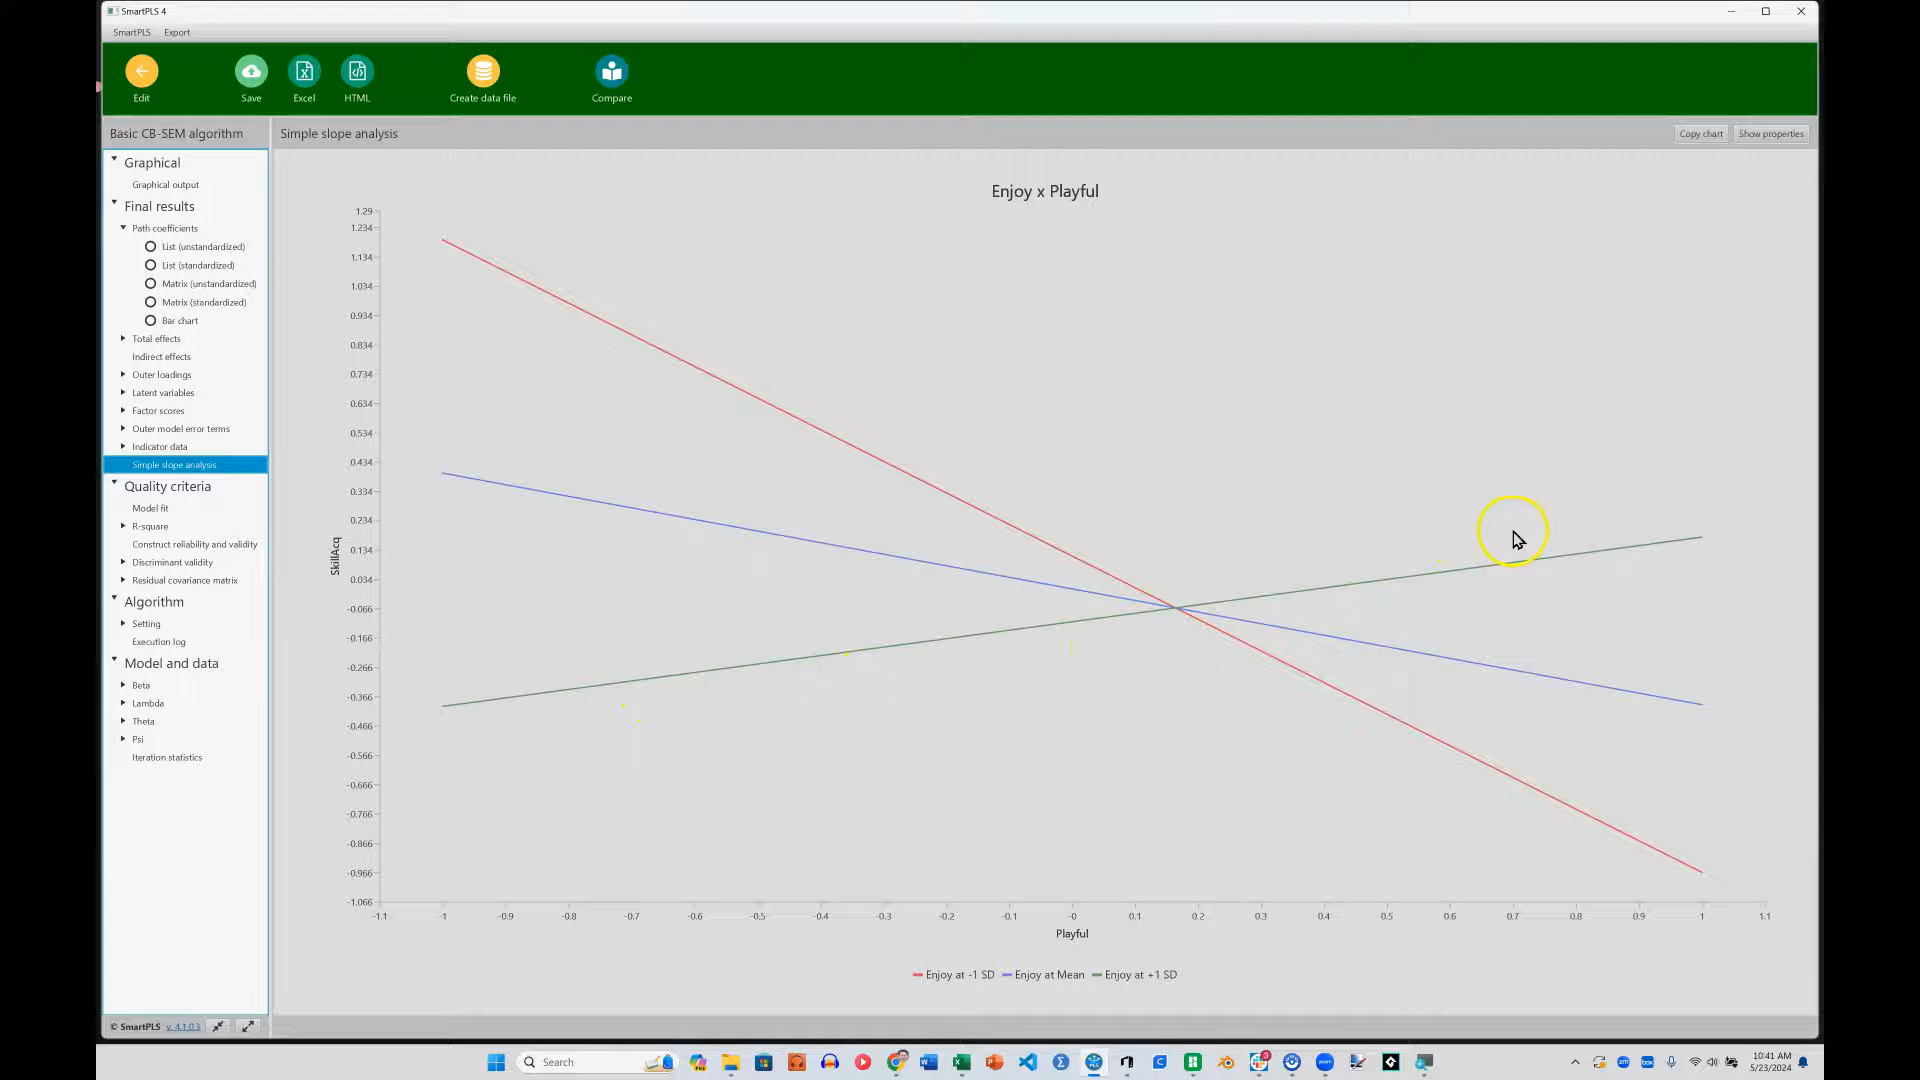 SmartPLS 4
SmartPLS Export
Edit Save Excel HTML Create data file Compare
Basic CB-SEM algorithm
Simple slope analysis
Copy chart Show properties
Graphical
Graphical output
Final results
Path coefficients
List (unstandardized)
List (standardized)
Matrix (unstandardized)
Matrix (standardized)
Bar chart
Total effects
Indirect effects
Outer loadings
Latent variables
Factor scores
Outer model error terms
Indicator data
Simple slope analysis
Quality criteria
Model fit
R-square
Construct reliability and validity
Discriminant validity
Residual covariance matrix
Algorithm
Setting
Execution log
Model and data
Beta
Lambda
Theta
Psi
Iteration statistics
© SmartPLS v. 4.1.0.3
Enjoy x Playful
1.29
1.234
1.134
1.034
0.934
0.834
0.734
0.634
0.534
0.434
0.334
0.234
0.134
0.034
-0.066
-0.166
-0.266
-0.366
-0.466
-0.566
-0.666
-0.766
-0.866
-0.966
-1.066
SkillAcq
-1.1 -1 -0.9 -0.8 -0.7 -0.6 -0.5 -0.4 -0.3 -0.2 -0.1 -0 0.1 0.2 0.3 0.4 0.5 0.6 0.7 0.8 0.9 1 1.1
Playful
Enjoy at -1 SD Enjoy at Mean Enjoy at +1 SD
Search
10:41 AM
5/23/2024